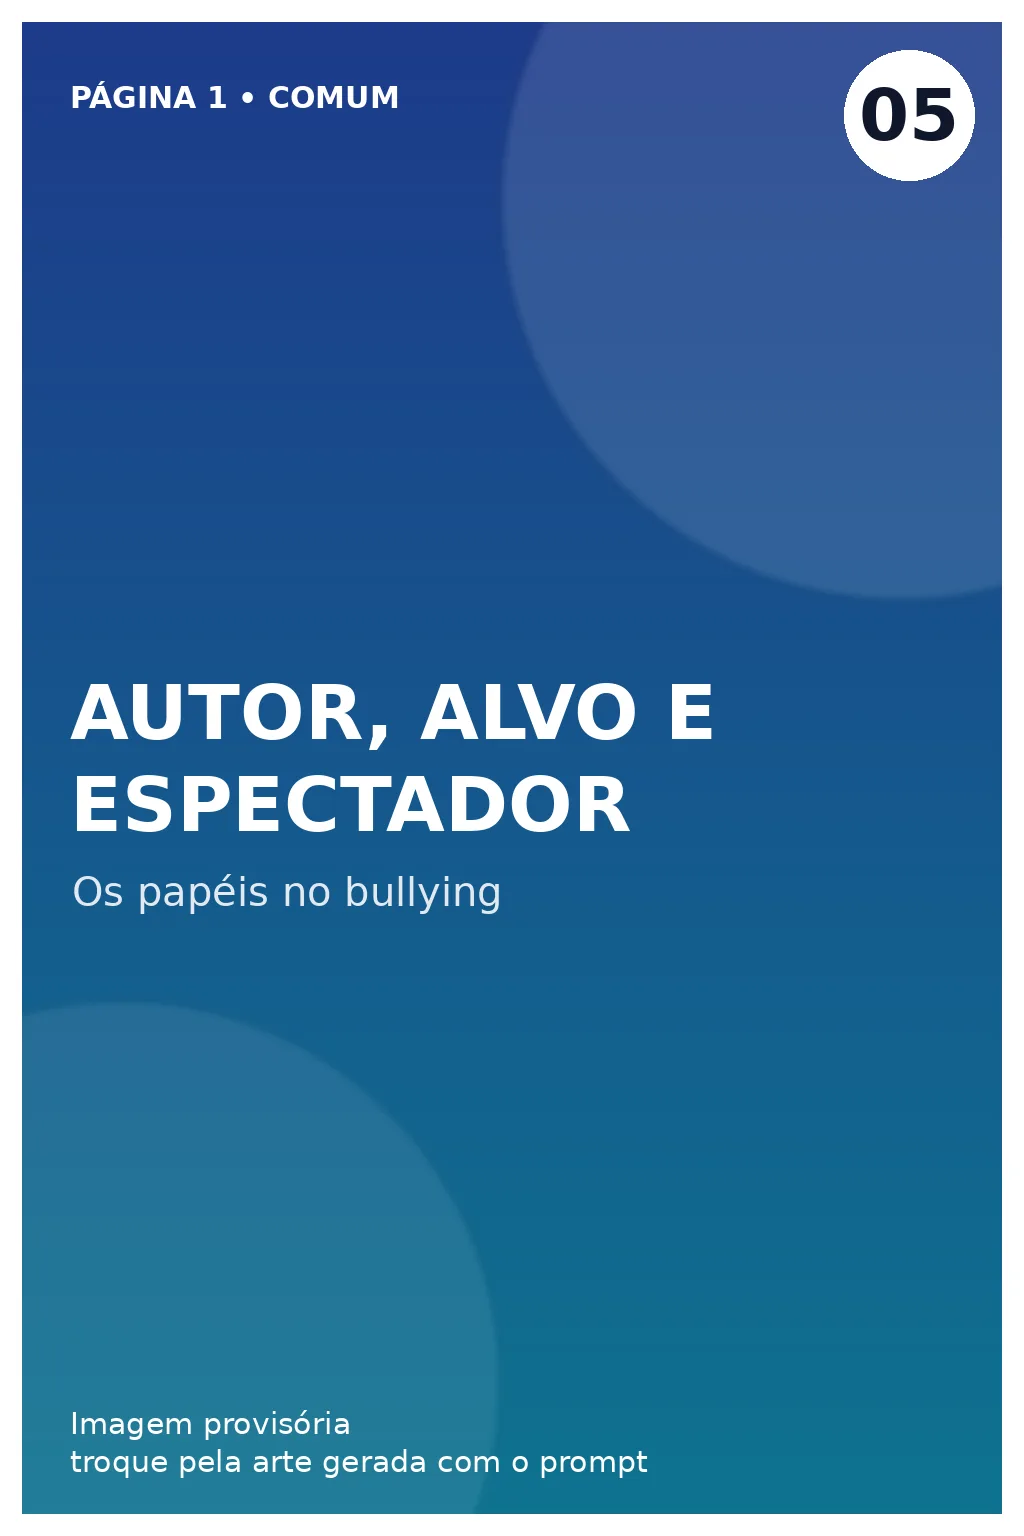 PÁGINA 1 • COMUM
05
AUTOR, ALVO E
ESPECTADOR
Os papéis no bullying
Imagem provisória
troque pela arte gerada com o prompt